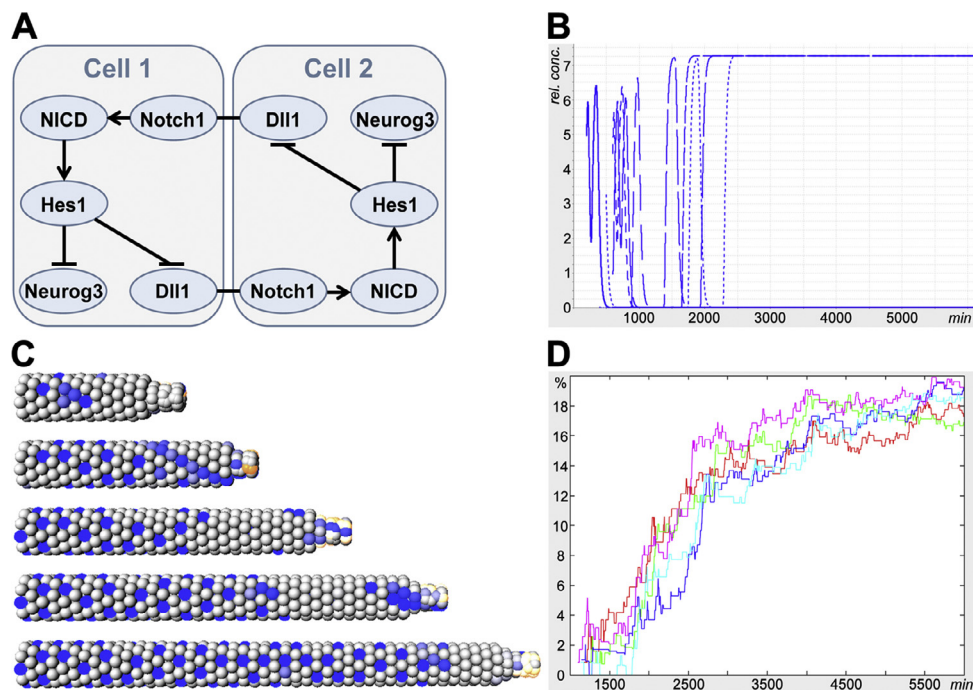 A
Cell 1
Cell 2
NICD
Notch1
Dll1
Neurog3
Hes1
Hes1
Neurog3
Dll1
Notch1
NICD
B
rel. conc.
7
6
5
4
3
2
1
0
1000
2000
3000
4000
5000
min
C
D
%
18
16
14
12
10
8
6
4
2
0
1500
2500
3500
4500
5500
min